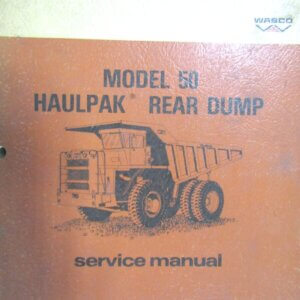 WABCO
MODEL 50
HAULPAK® REAR DUMP
service manual